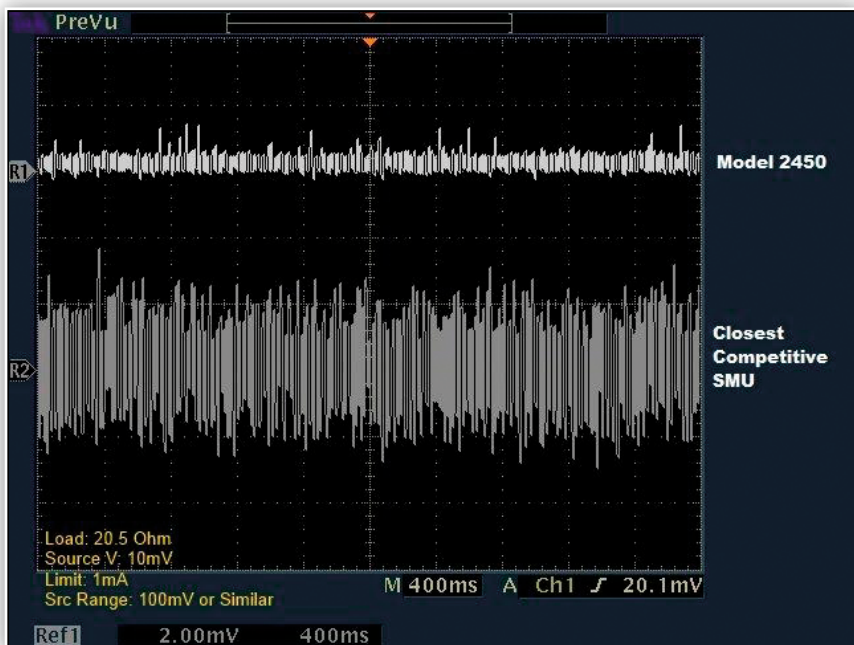 Tek PreVu
R1
Model 2450
R2
Closest
Competitive
SMU
Load: 20.5 Ohm
Source V: 10mV
Limit: 1mA
Src Range: 100mV or Similar
M 400ms A Ch1 20.1mV
Ref1 2.00mV 400ms